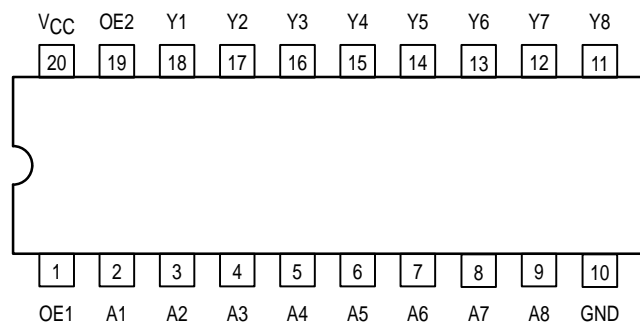 VCC OE2 Y1 Y2 Y3 Y4 Y5 Y6 Y7 Y8
20 19 18 17 16 15 14 13 12 11
1 2 3 4 5 6 7 8 9 10
OE1 A1 A2 A3 A4 A5 A6 A7 A8 GND